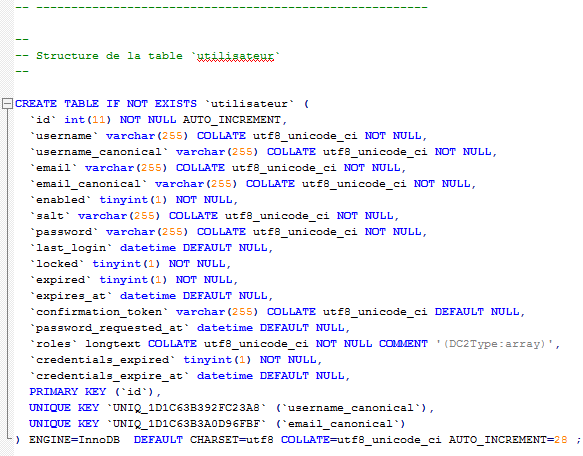 -- --------------------------------------------------------
--
-- Structure de la table `utilisateur`
--
CREATE TABLE IF NOT EXISTS `utilisateur` (
`id` int(11) NOT NULL AUTO_INCREMENT,
`username` varchar(255) COLLATE utf8_unicode_ci NOT NULL,
`username_canonical` varchar(255) COLLATE utf8_unicode_ci NOT NULL,
`email` varchar(255) COLLATE utf8_unicode_ci NOT NULL,
`email_canonical` varchar(255) COLLATE utf8_unicode_ci NOT NULL,
`enabled` tinyint(1) NOT NULL,
`salt` varchar(255) COLLATE utf8_unicode_ci NOT NULL,
`password` varchar(255) COLLATE utf8_unicode_ci NOT NULL,
`last_login` datetime DEFAULT NULL,
`locked` tinyint(1) NOT NULL,
`expired` tinyint(1) NOT NULL,
`expires_at` datetime DEFAULT NULL,
`confirmation_token` varchar(255) COLLATE utf8_unicode_ci DEFAULT NULL,
`password_requested_at` datetime DEFAULT NULL,
`roles` longtext COLLATE utf8_unicode_ci NOT NULL COMMENT '(DC2Type:array)',
`credentials_expired` tinyint(1) NOT NULL,
`credentials_expire_at` datetime DEFAULT NULL,
PRIMARY KEY (`id`),
UNIQUE KEY `UNIQ_1D1C63B392FC23A8` (`username_canonical`),
UNIQUE KEY `UNIQ_1D1C63B3A0D96FBF` (`email_canonical`)
) ENGINE=InnoDB  DEFAULT CHARSET=utf8 COLLATE=utf8_unicode_ci AUTO_INCREMENT=28 ;